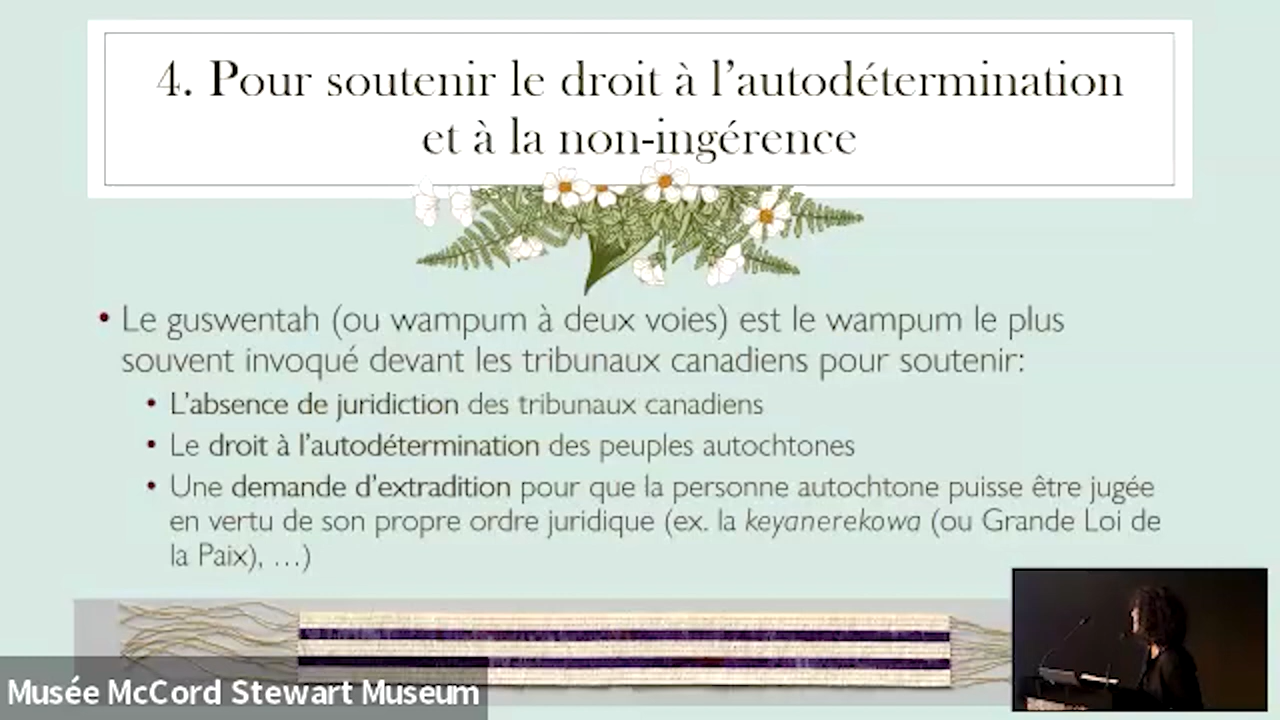 4. Pour soutenir le droit à l’autodétermination
et à la non-ingérence
• Le guswentah (ou wampum à deux voies) est le wampum le plus
souvent invoqué devant les tribunaux canadiens pour soutenir:
• L’absence de juridiction des tribunaux canadiens
• Le droit à l’autodétermination des peuples autochtones
• Une demande d’extradition pour que la personne autochtone puisse être jugée
en vertu de son propre ordre juridique (ex. la keyanerekowa (ou Grande Loi de
la Paix), …)
Musée McCord Stewart Museum